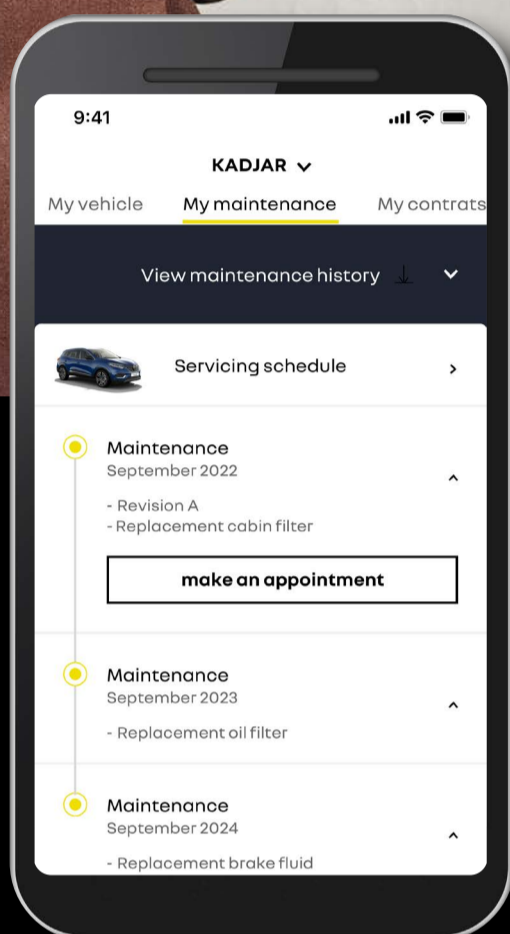 9:41
KADJAR
My vehicle My maintenance My contrats
View maintenance history
Servicing schedule
Maintenance
September 2022
- Revision A
- Replacement cabin filter
make an appointment
Maintenance
September 2023
- Replacement oil filter
Maintenance
September 2024
- Replacement brake fluid